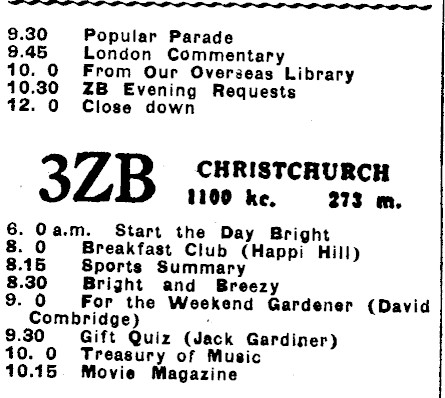 9.30 Popular Parade
9.45 London Commentary
10. 0 From Our Overseas Library
10.30 ZB Evening Requests
12. 0 Close down
3ZB CHRISTCHURCH
1100 kc. 273 m.
6. 0 a.m. Start the Day Bright
8. 0 Breakfast Club (Happi Hill)
8.15 Sports Summary
8.30 Bright and Breezy
9. 0 For the Weekend Gardener (David
Combridge)
9.30 Gift Quiz (Jack Gardiner)
10. 0 Treasury of Music
10.15 Movie Magazine